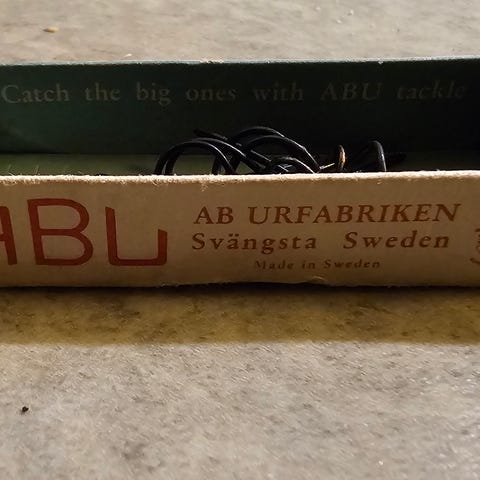 Catch the big ones with ABU tackle
ABU
AB URFABRIKEN
Svängsta Sweden
Made in Sweden